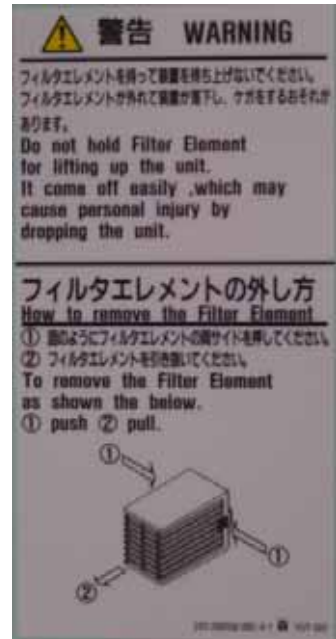 警告 WARNING
フィルタエレメントを持って装置を持ち上げないでください。
フィルタエレメントが外れて装置が落下し、ケガをするおそれが
あります。
Do not hold Filter Element
for lifting up the unit.
It come off easily ,which may
cause personal injury by
dropping the unit.
フィルタエレメントの外し方
How to remove the Filter Element
① 図のようにフィルタエレメントの両サイドを押してください。
② フィルタエレメントを引き抜いてください。
To remove the Filter Element
as shown the below.
① push ② pull.
①
①
②